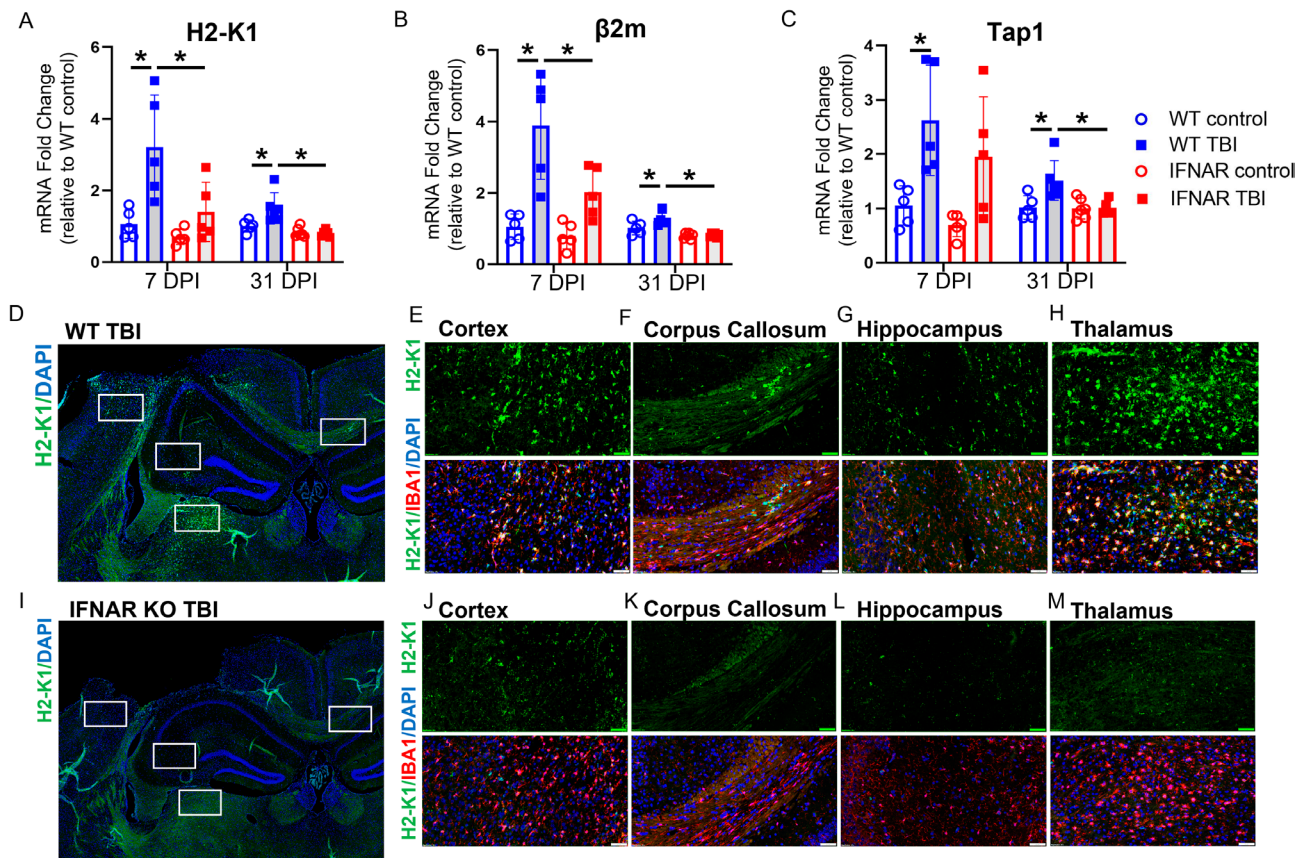 A
H2-K1
mRNA Fold Change
(relative to WT control)
6
4
2
0
*
*
*
*
7 DPI
31 DPI
B
β2m
mRNA Fold Change
(relative to WT control)
6
4
2
0
*
*
*
*
7 DPI
31 DPI
C
Tap1
mRNA Fold Change
(relative to WT control)
4
3
2
1
0
*
*
*
7 DPI
31 DPI
WT control
WT TBI
IFNAR control
IFNAR TBI
D
WT TBI
H2-K1/DAPI
E
Cortex
F
Corpus Callosum
G
Hippocampus
H
Thalamus
H2-K1
H2-K1/IBA1/DAPI
I
IFNAR KO TBI
H2-K1/DAPI
J
Cortex
K
Corpus Callosum
L
Hippocampus
M
Thalamus
H2-K1
H2-K1/IBA1/DAPI